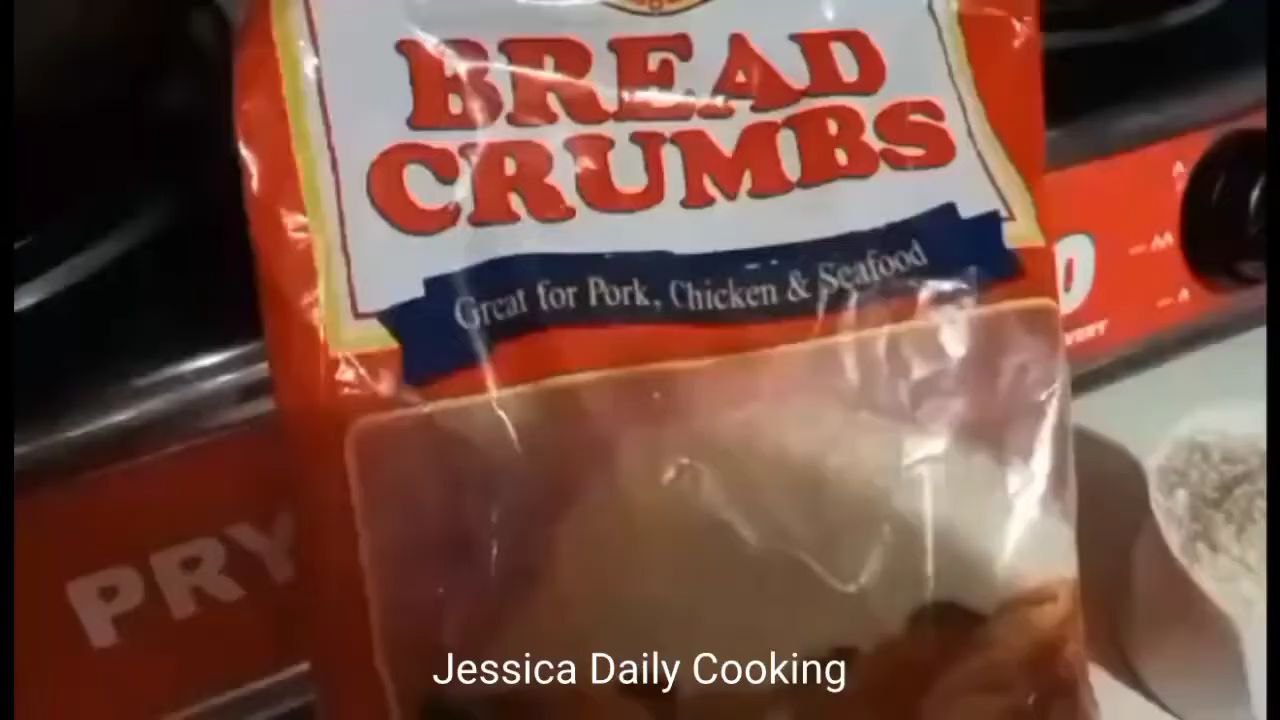 BREAD
CRUMBS
Great for Pork, Chicken & Seafood
PRY
Jessica Daily Cooking